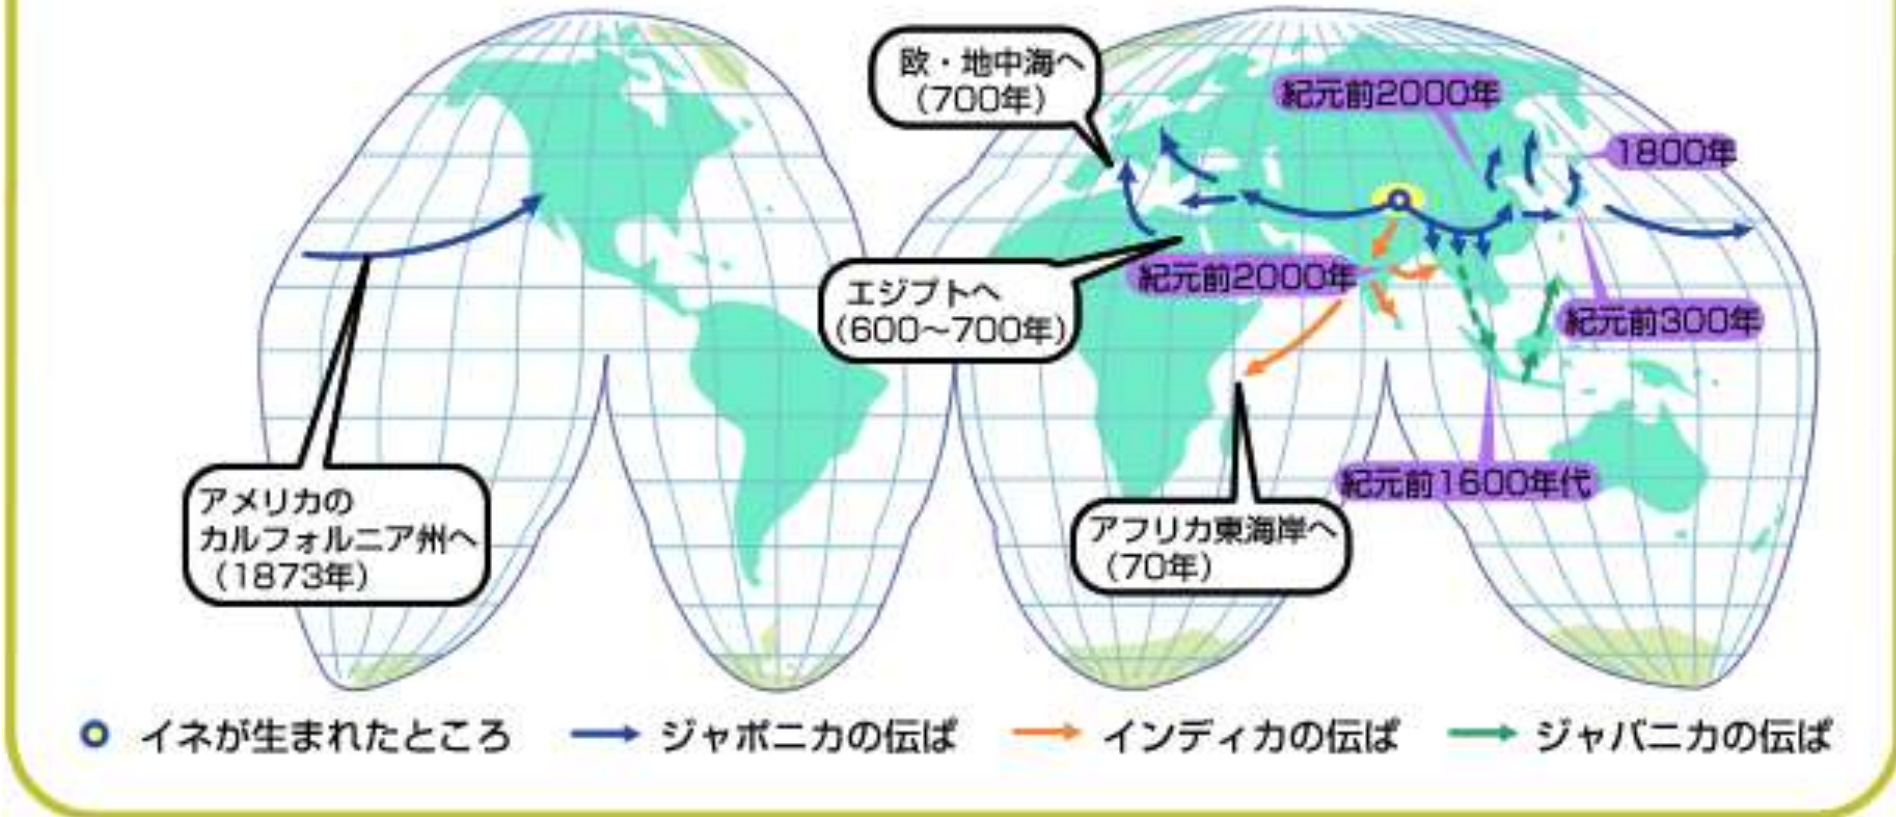 欧・地中海へ
（700年）
紀元前2000年
1800年
エジプトへ
（600〜700年）
紀元前2000年
紀元前300年
アメリカの
カルフォルニア州へ
（1873年）
紀元前1600年代
アフリカ東海岸へ
（70年）
イネが生まれたところ
ジャポニカの伝ぱ
インディカの伝ぱ
ジャバニカの伝ぱ